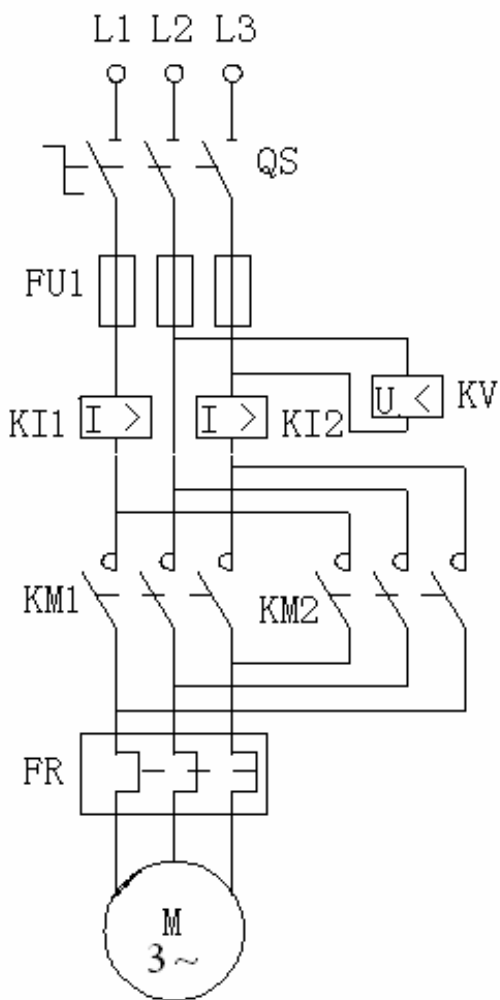 L1 L2 L3
QS
FU1
KI1 I > I > KI2 U < KV
KM1 KM2
FR
M
3~